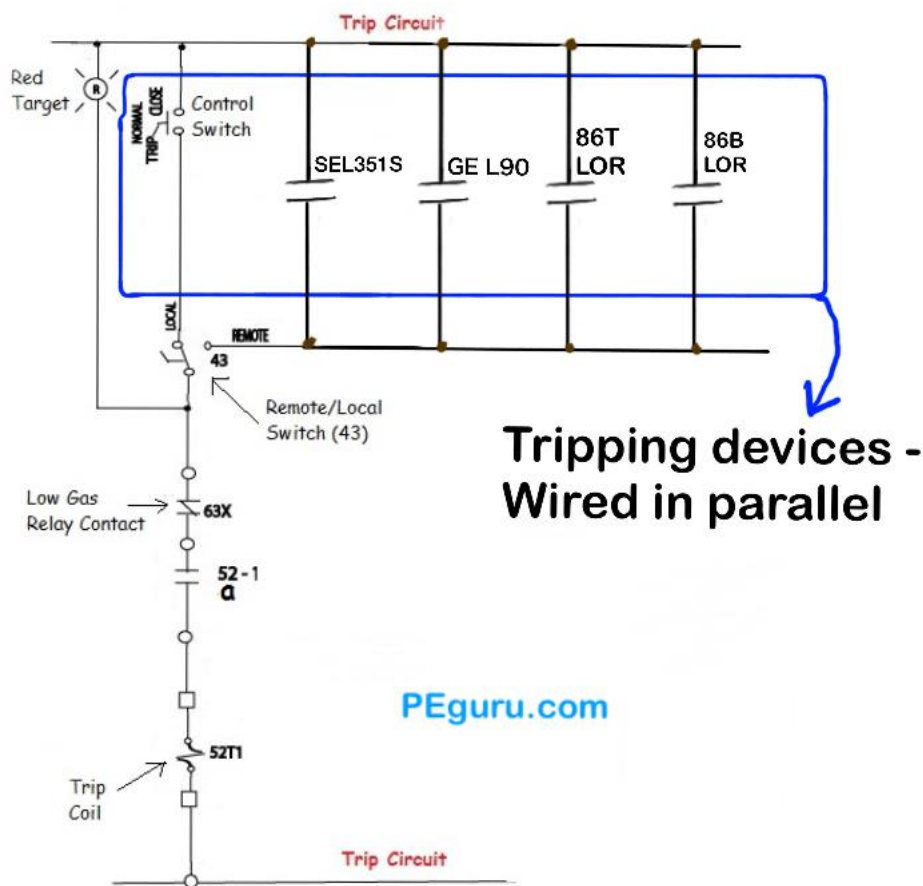 Trip Circuit
Red
Target
R
NORMAL
CLOSE
TRIP
Control
Switch
SEL351S
GE L90
86T
LOR
86B
LOR
LOCAL
REMOTE
43
Remote/Local
Switch (43)
Tripping devices -
Wired in parallel
Low Gas
Relay Contact
63X
52-1
a
PEguru.com
52T1
Trip
Coil
Trip Circuit